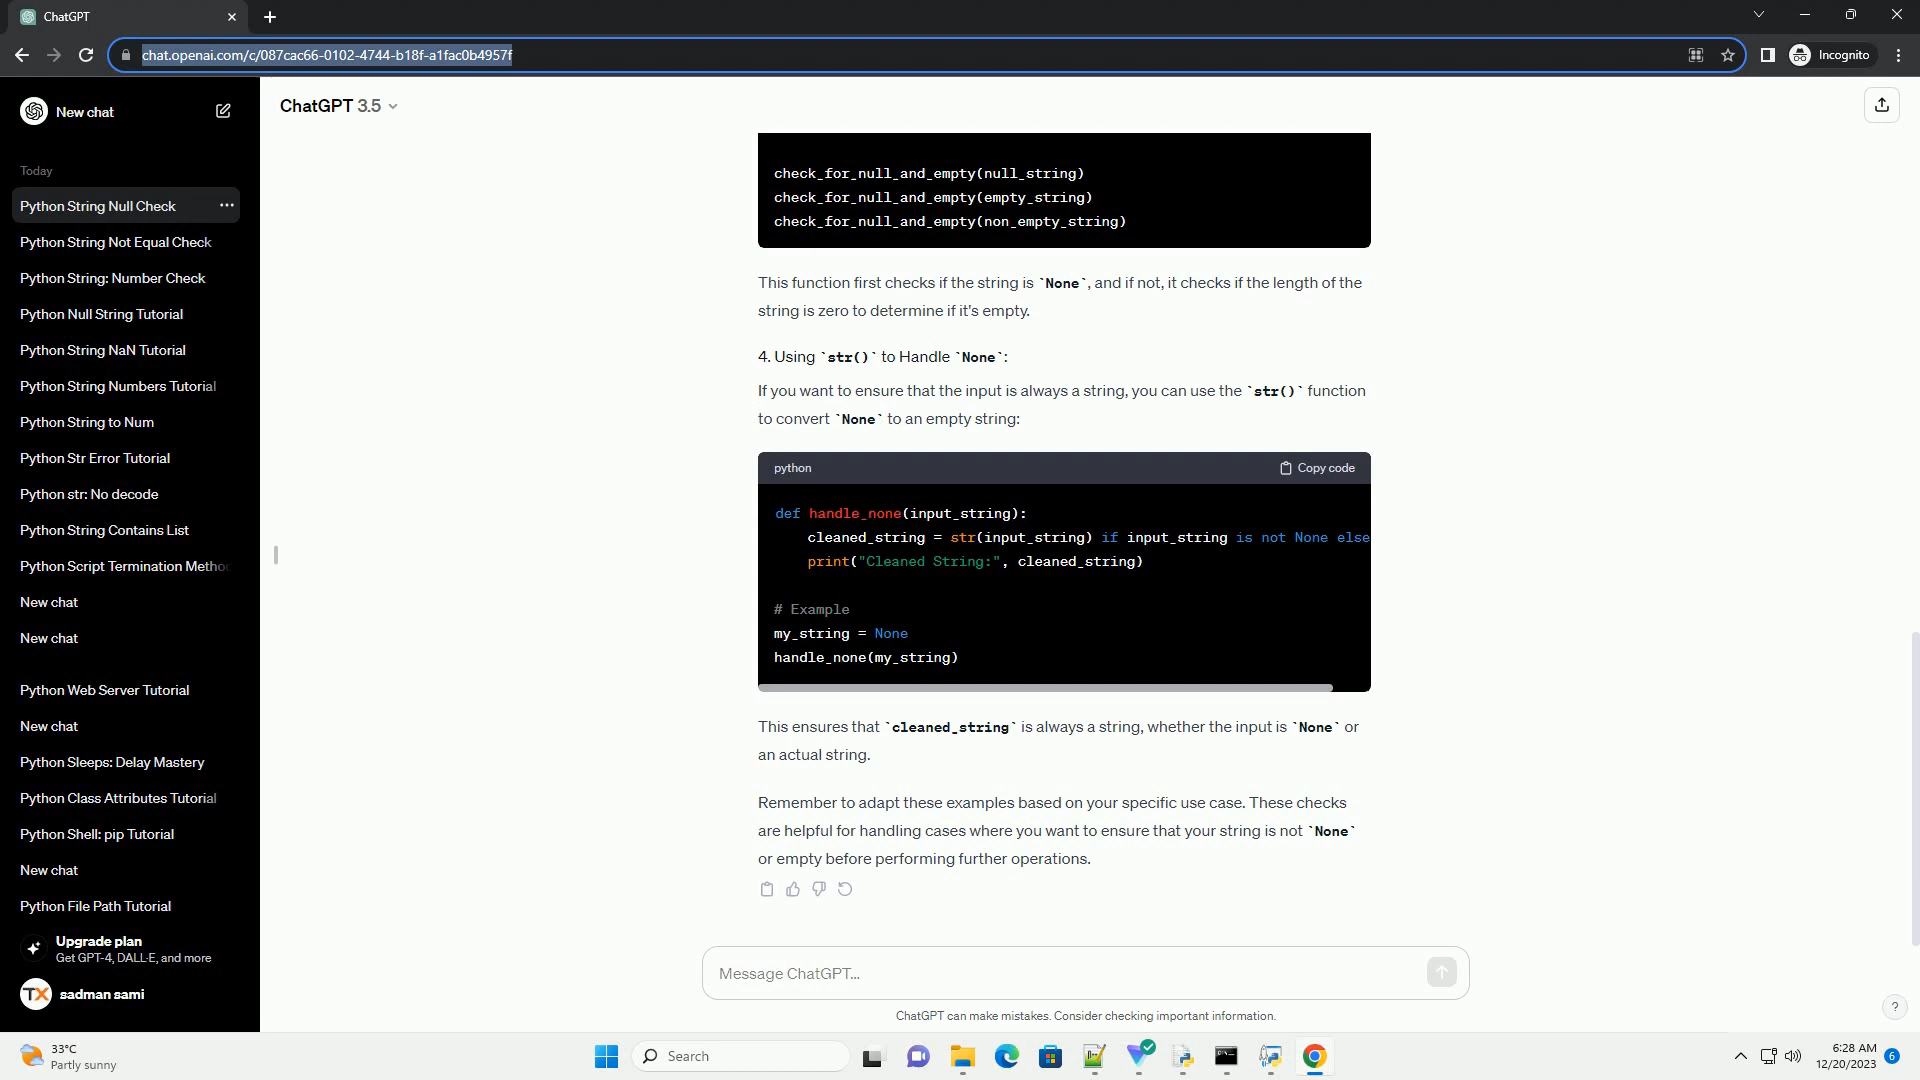 ChatGPT
chat.openai.com/c/087cac66-0102-4744-b18f-a1fac0b4957f
Incognito
New chat
Today
Python String Null Check
Python String Not Equal Check
Python String: Number Check
Python Null String Tutorial
Python String NaN Tutorial
Python String Numbers Tutorial
Python String to Num
Python Str Error Tutorial
Python str: No decode
Python String Contains List
Python Script Termination Metho
New chat
New chat
Python Web Server Tutorial
New chat
Python Sleeps: Delay Mastery
Python Class Attributes Tutorial
Python Shell: pip Tutorial
New chat
Python File Path Tutorial
Upgrade plan
Get GPT-4, DALL·E, and more
TX sadman sami
ChatGPT 3.5
check_for_null_and_empty(null_string)
check_for_null_and_empty(empty_string)
check_for_null_and_empty(non_empty_string)
This function first checks if the string is `None`, and if not, it checks if the length of the
string is zero to determine if it's empty.
4. Using `str()` to Handle `None`:
If you want to ensure that the input is always a string, you can use the `str()` function
to convert `None` to an empty string:
python
Copy code
def handle_none(input_string):
cleaned_string = str(input_string) if input_string is not None else
print("Cleaned String:", cleaned_string)
# Example
my_string = None
handle_none(my_string)
This ensures that `cleaned_string` is always a string, whether the input is `None` or
an actual string.
Remember to adapt these examples based on your specific use case. These checks
are helpful for handling cases where you want to ensure that your string is not `None`
or empty before performing further operations.
Message ChatGPT...
ChatGPT can make mistakes. Consider checking important information.
?
33°C
Partly sunny
Search
6:28 AM
12/20/2023
6